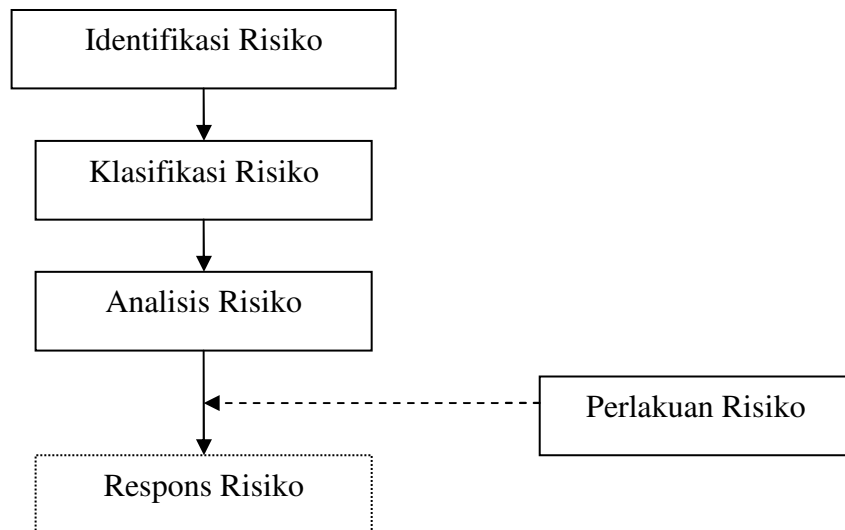 Identifikasi Risiko
Klasifikasi Risiko
Analisis Risiko
Perlakuan Risiko
Respons Risiko